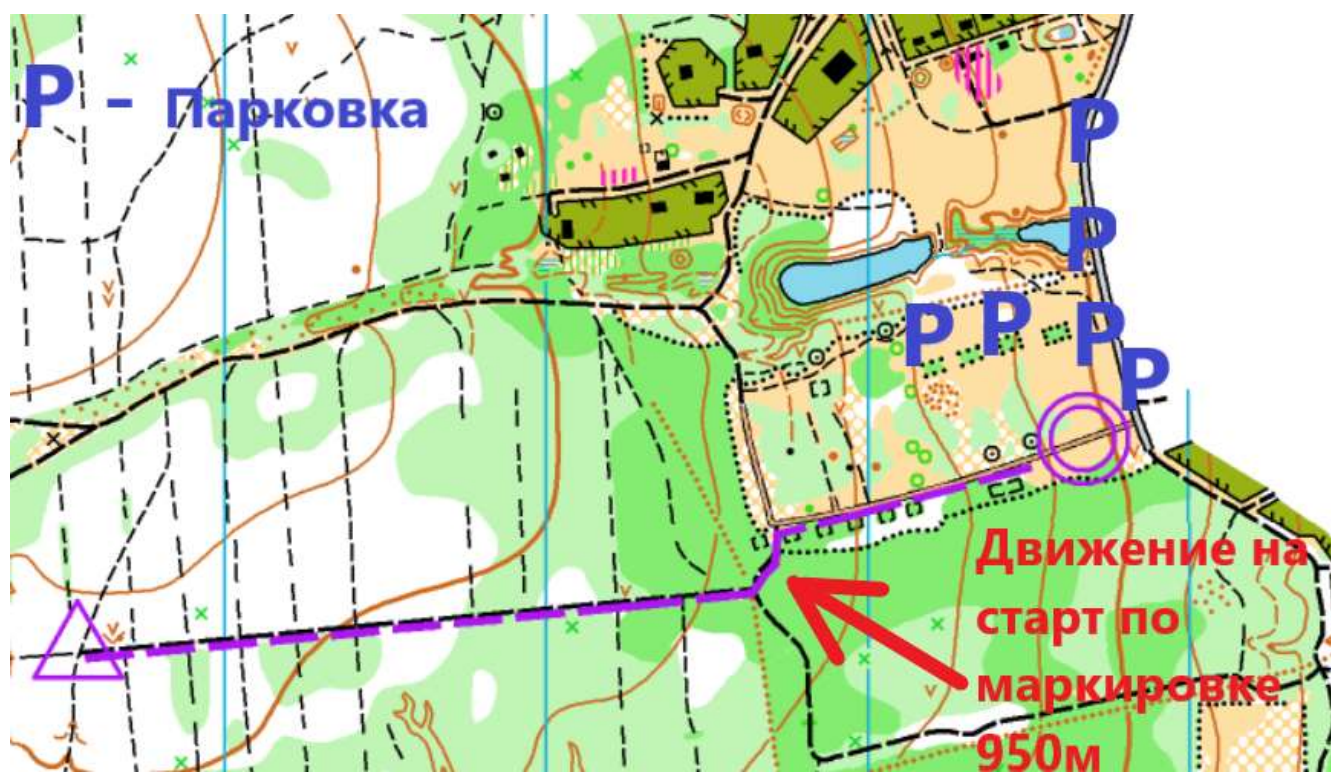 P - Парковка
P
P
P P P
P
Движение на
старт по
маркировке
950м